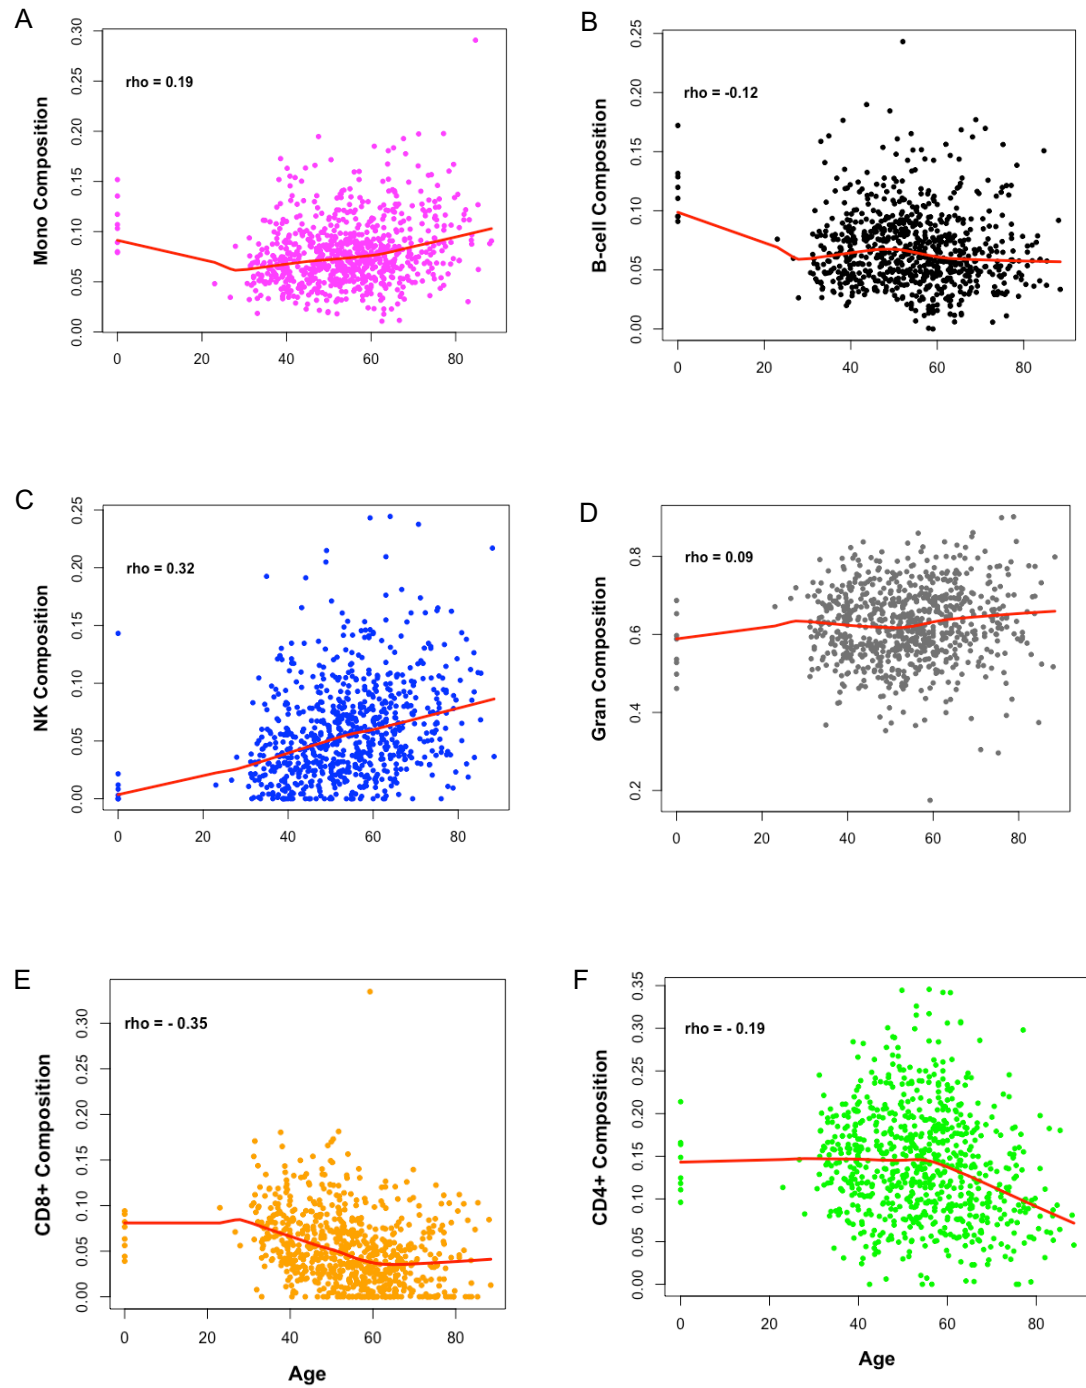 A
Mono Composition
0.30
0.25
0.20
0.15
0.10
0.05
0.00
rho = 0.19
0 20 40 60 80
B
B-cell Composition
0.25
0.20
0.15
0.10
0.05
0.00
rho = -0.12
0 20 40 60 80
C
NK Composition
0.25
0.20
0.15
0.10
0.05
0.00
rho = 0.32
0 20 40 60 80
D
Gran Composition
0.8
0.6
0.4
0.2
rho = 0.09
0 20 40 60 80
E
CD8+ Composition
0.30
0.25
0.20
0.15
0.10
0.05
0.00
rho = - 0.35
0 20 40 60 80
Age
F
CD4+ Composition
0.35
0.30
0.25
0.20
0.15
0.10
0.05
0.00
rho = - 0.19
0 20 40 60 80
Age